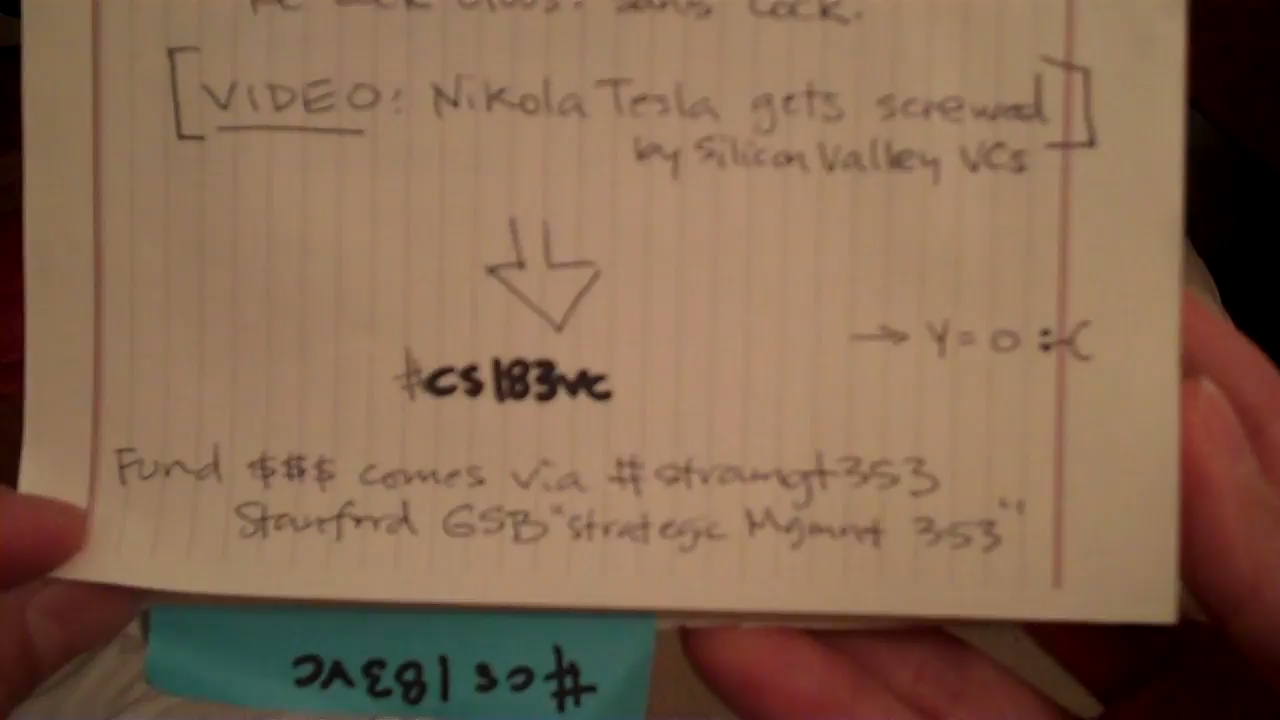 [VIDEO: Nikola Tesla gets screwed]
by Silicon Valley VCs
→ Y=0 :-(
#cs183vc
Fund $$$ comes via #stramgt353
Stanford GSB "Strategic Mgmnt 353"
#cs183vc